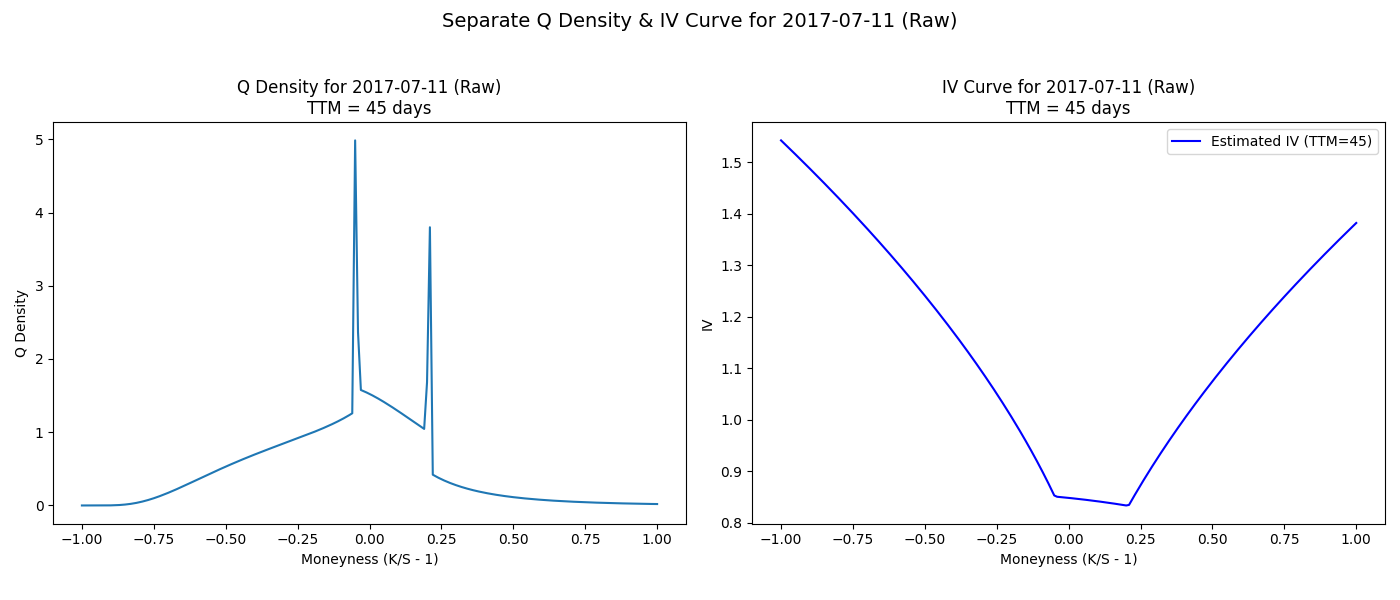 Separate Q Density & IV Curve for 2017-07-11 (Raw)
Q Density for 2017-07-11 (Raw)
TTM = 45 days
Q Density
5
4
3
2
1
0
−1.00 −0.75 −0.50 −0.25 0.00 0.25 0.50 0.75 1.00
Moneyness (K/S - 1)
IV Curve for 2017-07-11 (Raw)
TTM = 45 days
Estimated IV (TTM=45)
IV
1.5
1.4
1.3
1.2
1.1
1.0
0.9
0.8
−1.00 −0.75 −0.50 −0.25 0.00 0.25 0.50 0.75 1.00
Moneyness (K/S - 1)